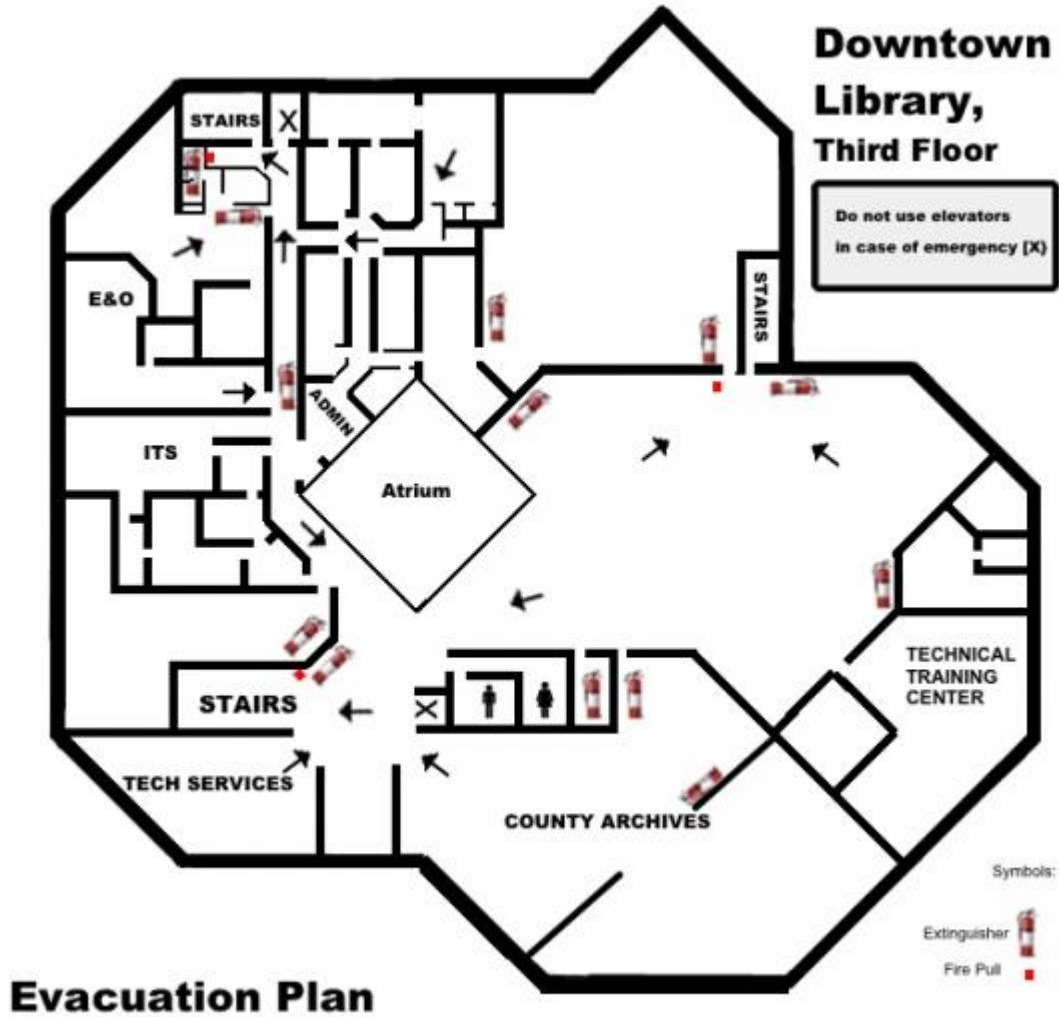 Downtown
Library,
Third Floor
Do not use elevators
in case of emergency [X]
STAIRS
X
STAIRS
E&O
ADMIN
ITS
Atrium
TECHNICAL
TRAINING
CENTER
STAIRS
X
TECH SERVICES
COUNTY ARCHIVES
Symbols:
Extinguisher
Fire Pull
Evacuation Plan